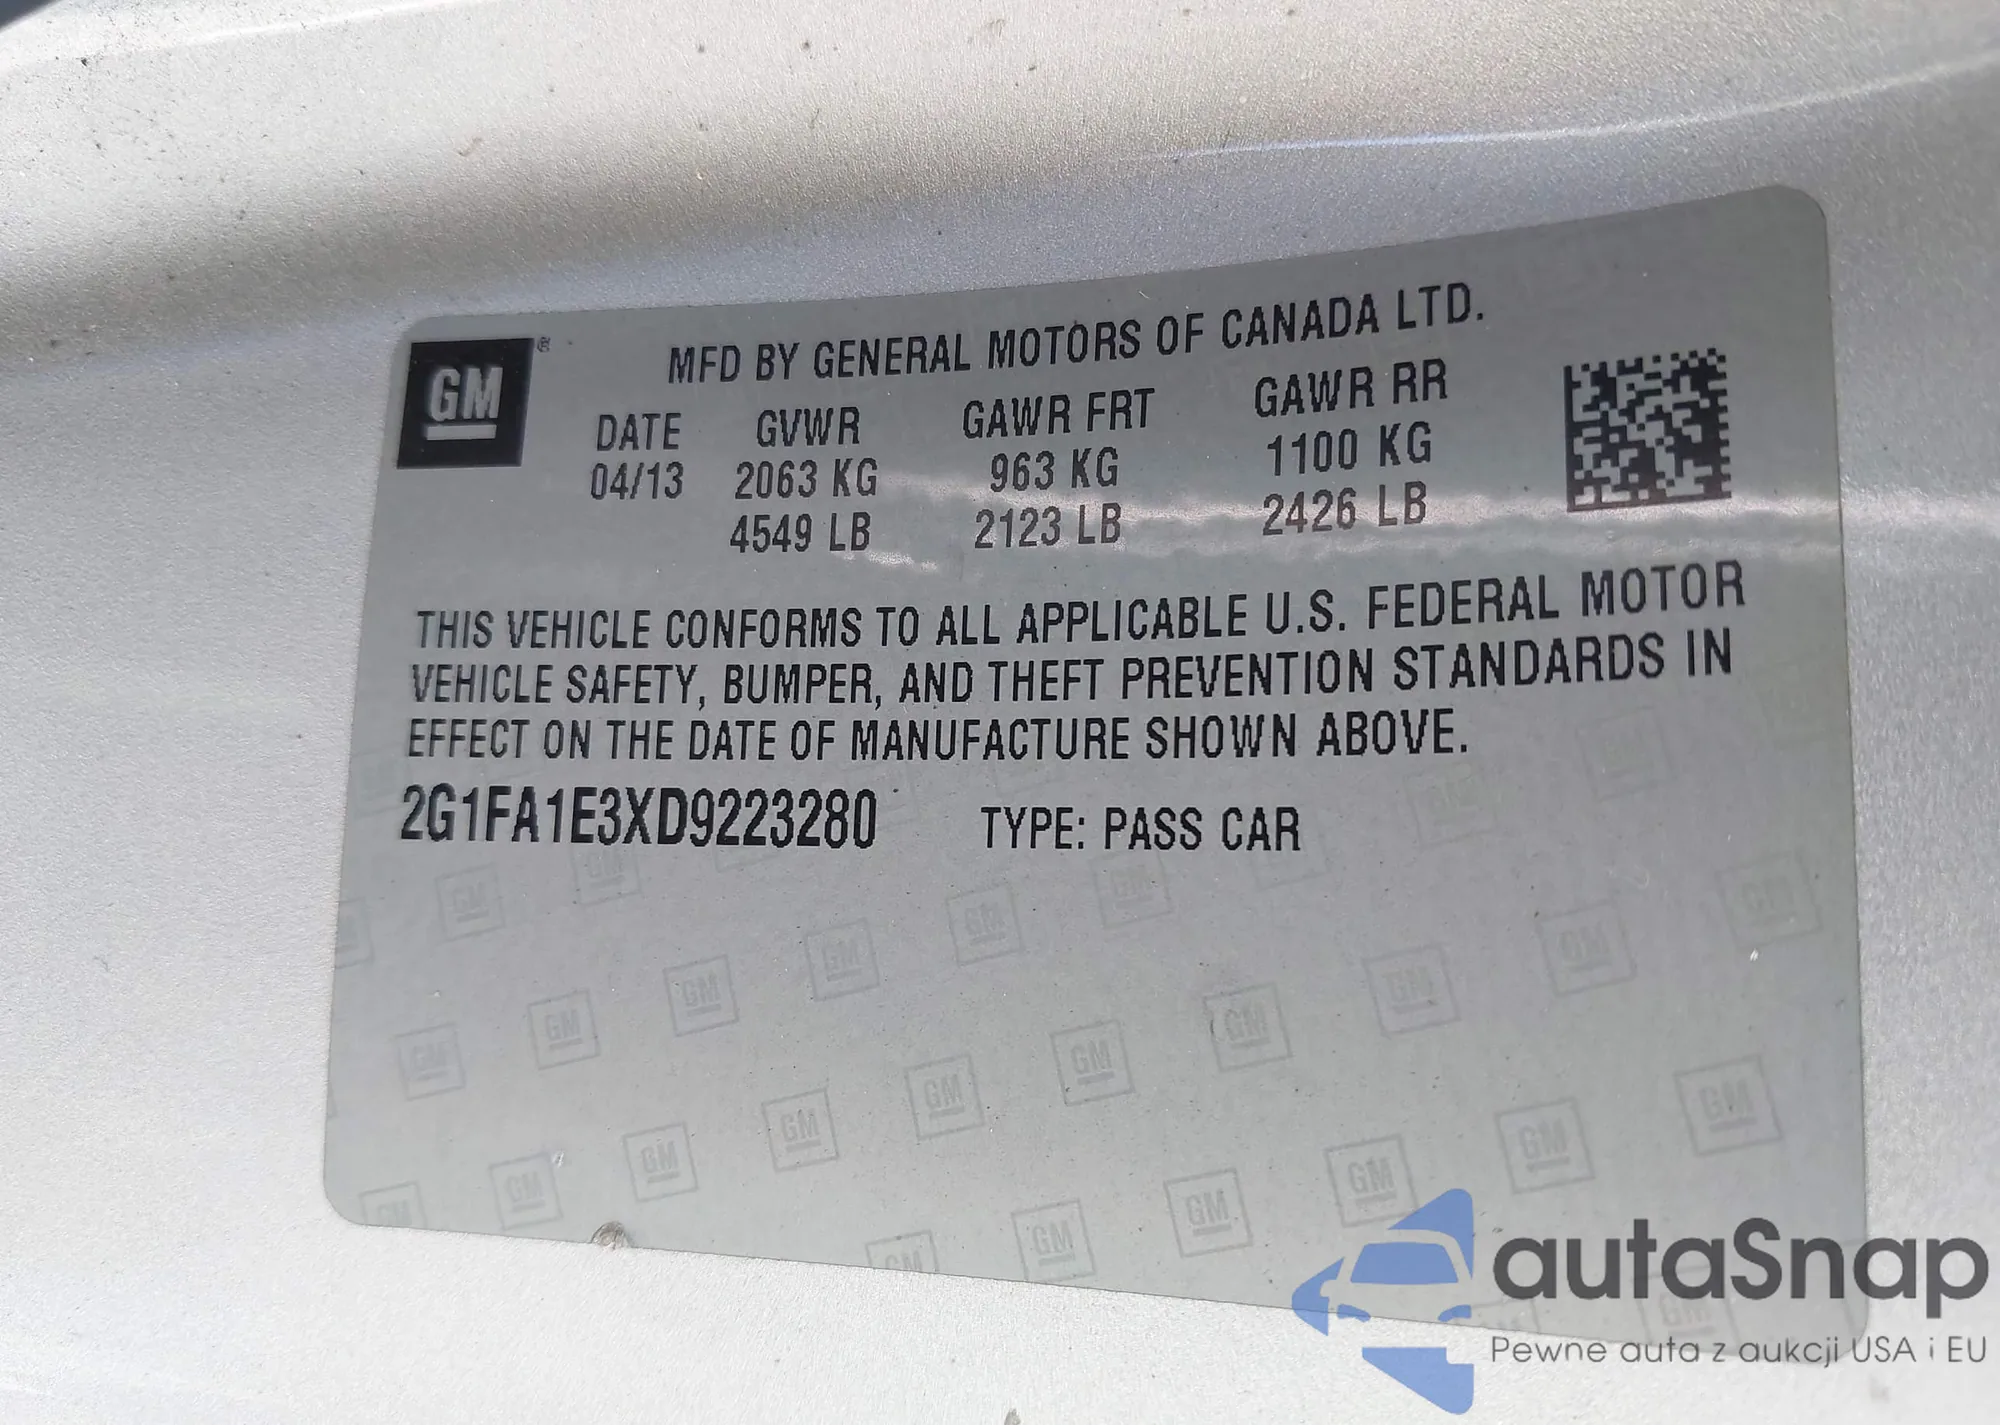 GM
MFD BY GENERAL MOTORS OF CANADA LTD.
DATE GVWR GAWR FRT GAWR RR
04/13 2063 KG 963 KG 1100 KG
4549 LB 2123 LB 2426 LB
THIS VEHICLE CONFORMS TO ALL APPLICABLE U.S. FEDERAL MOTOR
VEHICLE SAFETY, BUMPER, AND THEFT PREVENTION STANDARDS IN
EFFECT ON THE DATE OF MANUFACTURE SHOWN ABOVE.
2G1FA1E3XD9223280 TYPE: PASS CAR
autaSnap
Pewne auta z aukcji USA i EU